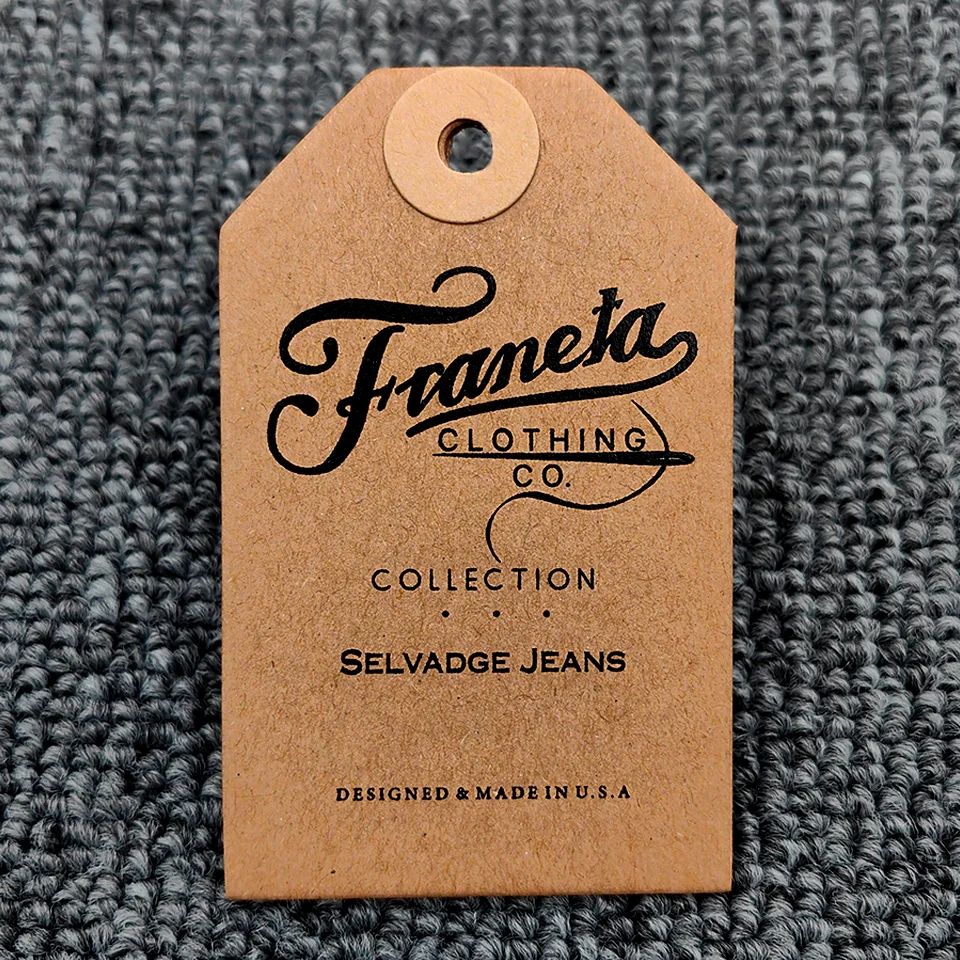 Franeta
CLOTHING
CO.
COLLECTION
• • •
SELVADGE JEANS
DESIGNED & MADE IN U.S.A